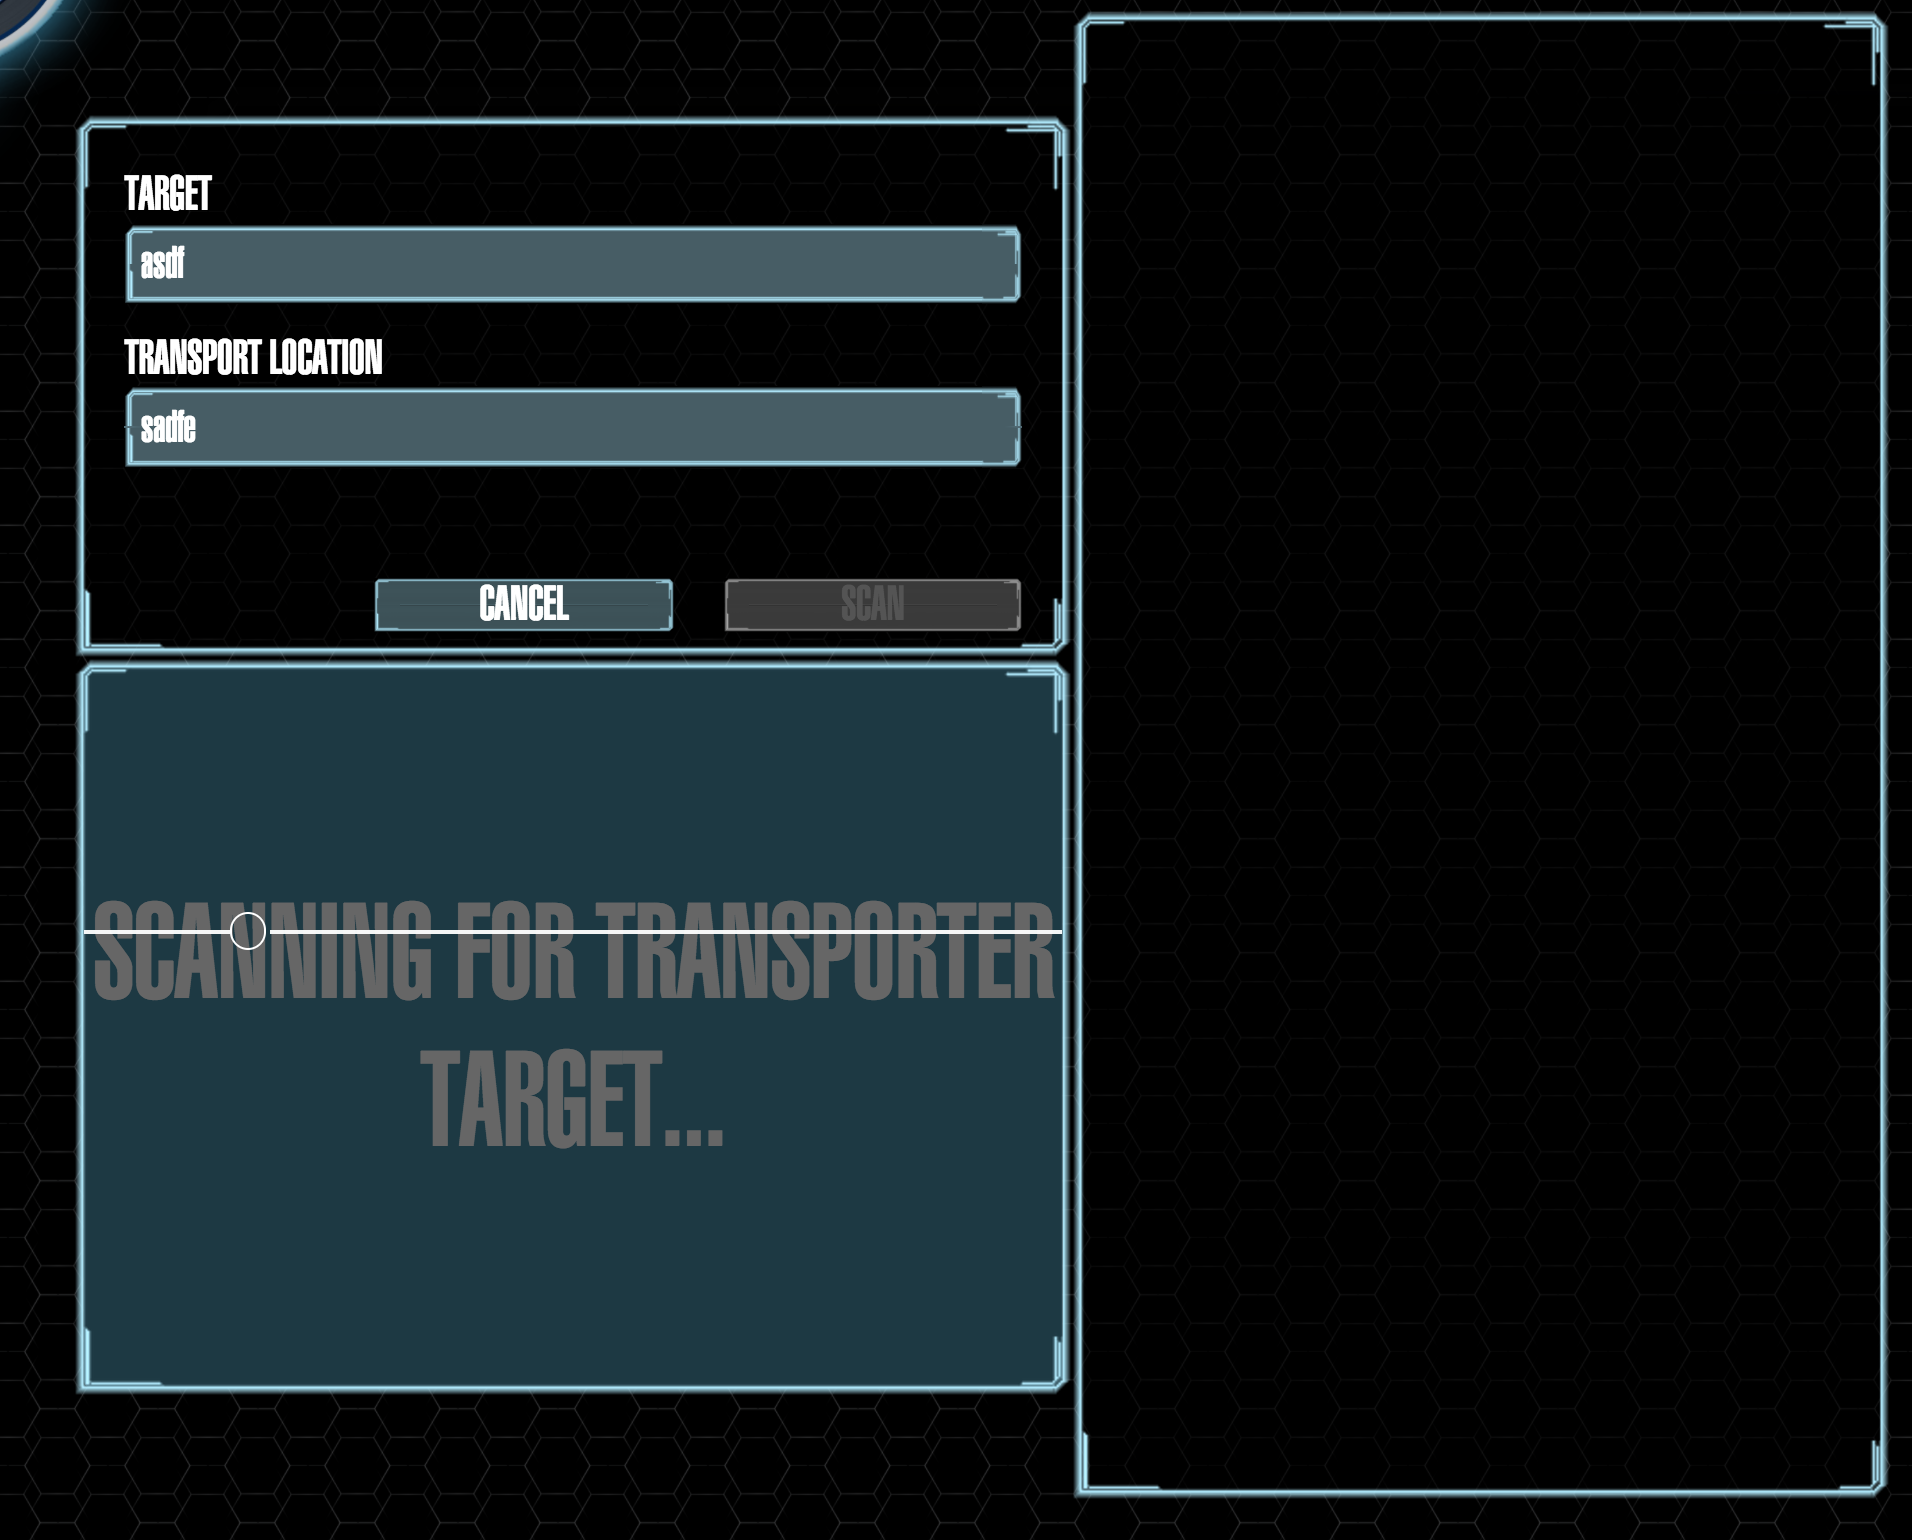 TARGET
asdf
TRANSPORT LOCATION
sadfe
CANCEL
SCAN
SCANNING FOR TRANSPORTER
TARGET...